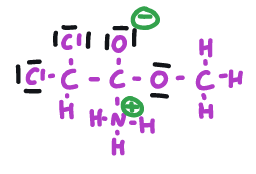 ⊖
Cl O H
Cl - C - C - O - C - H
H H - N⊕ - H H
H